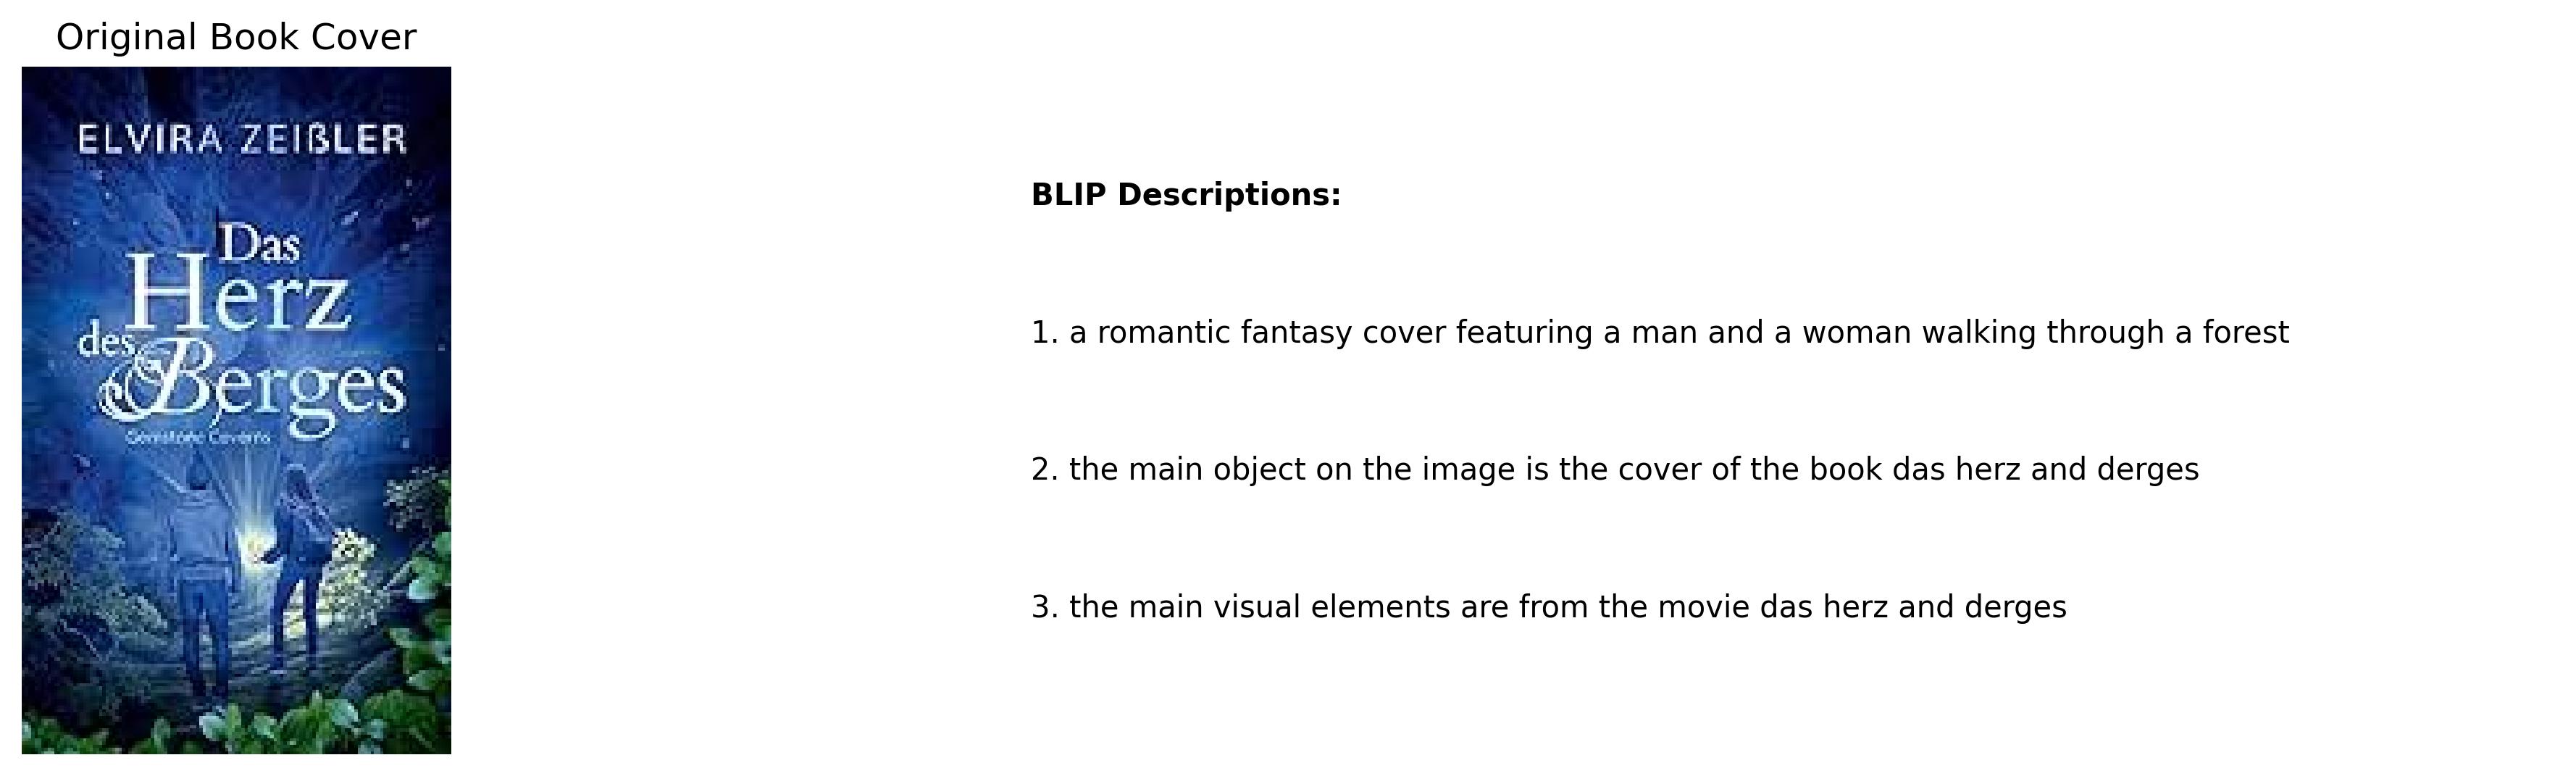 Original Book Cover
ELVIRA ZEIßLER
Das
Herz
des
Berges
Gemstone Caverns
BLIP Descriptions:
1. a romantic fantasy cover featuring a man and a woman walking through a forest
2. the main object on the image is the cover of the book das herz and derges
3. the main visual elements are from the movie das herz and derges